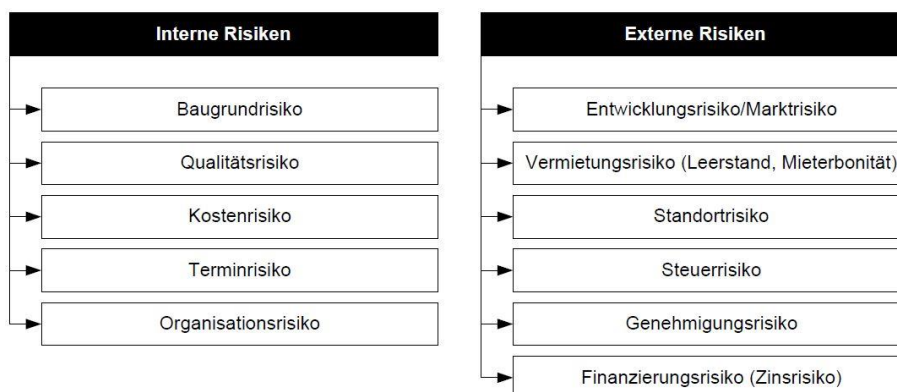 Interne Risiken
Baugrundrisiko
Qualitätsrisiko
Kostenrisiko
Terminrisiko
Organisationsrisiko
Externe Risiken
Entwicklungsrisiko/Marktrisiko
Vermietungsrisiko (Leerstand, Mieterbonität)
Standortrisiko
Steuerrisiko
Genehmigungsrisiko
Finanzierungsrisiko (Zinsrisiko)